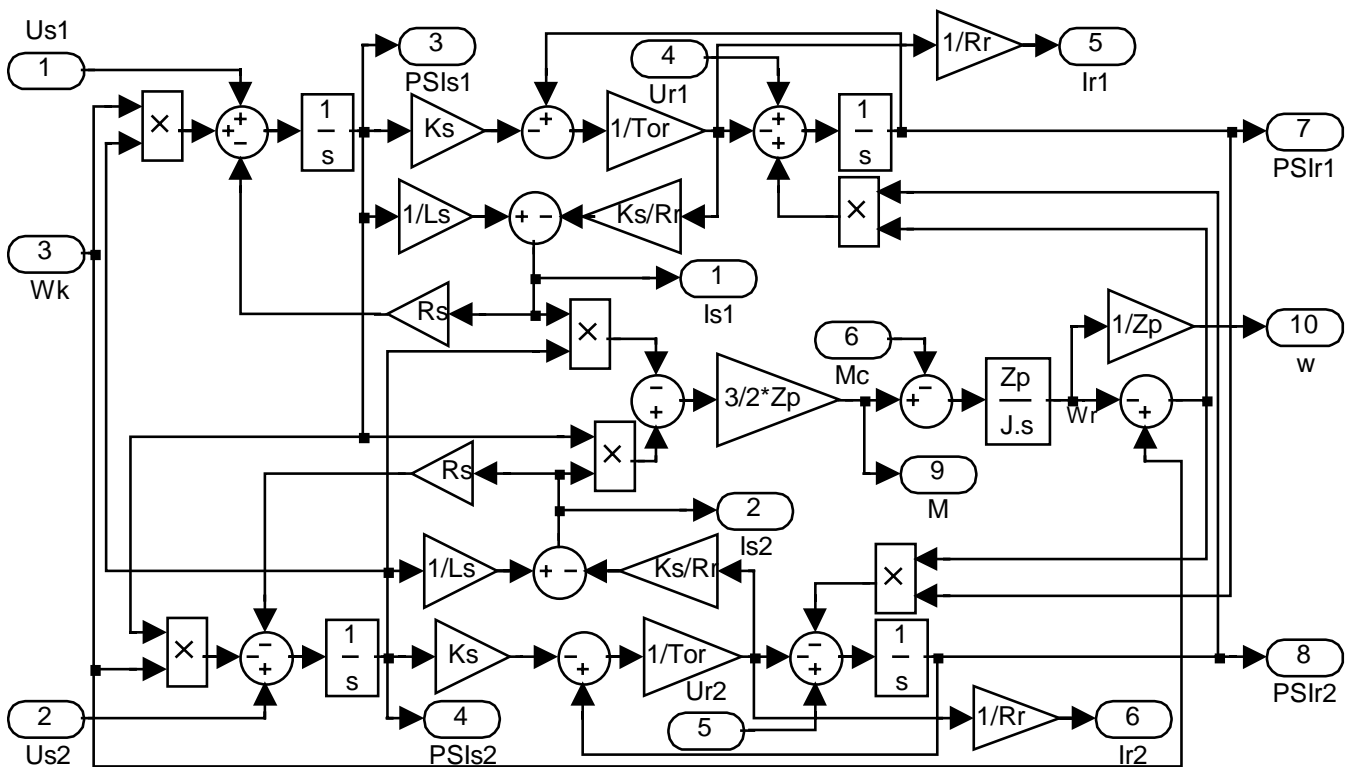 Us1
1
3
PSIs1
4
Ur1
1/Rr
5
Ir1
×
+
+
−
1
s
Ks
−
+
1/Tor
−
+
+
1
s
7
PSIr1
1/Ls
+
−
Ks/Rr
×
3
Wk
1
Is1
Rs
×
6
Mc
1/Zp
10
w
−
+
3/2*Zp
+
−
Zp
J.s
Wr
−
+
×
Rs
9
M
2
Is2
1/Ls
+
−
Ks/Rr
×
×
−
−
+
1
s
Ks
−
+
1/Tor
Ur2
−
−
+
1
s
8
PSIr2
2
Us2
4
PSIs2
5
1/Rr
6
Ir2